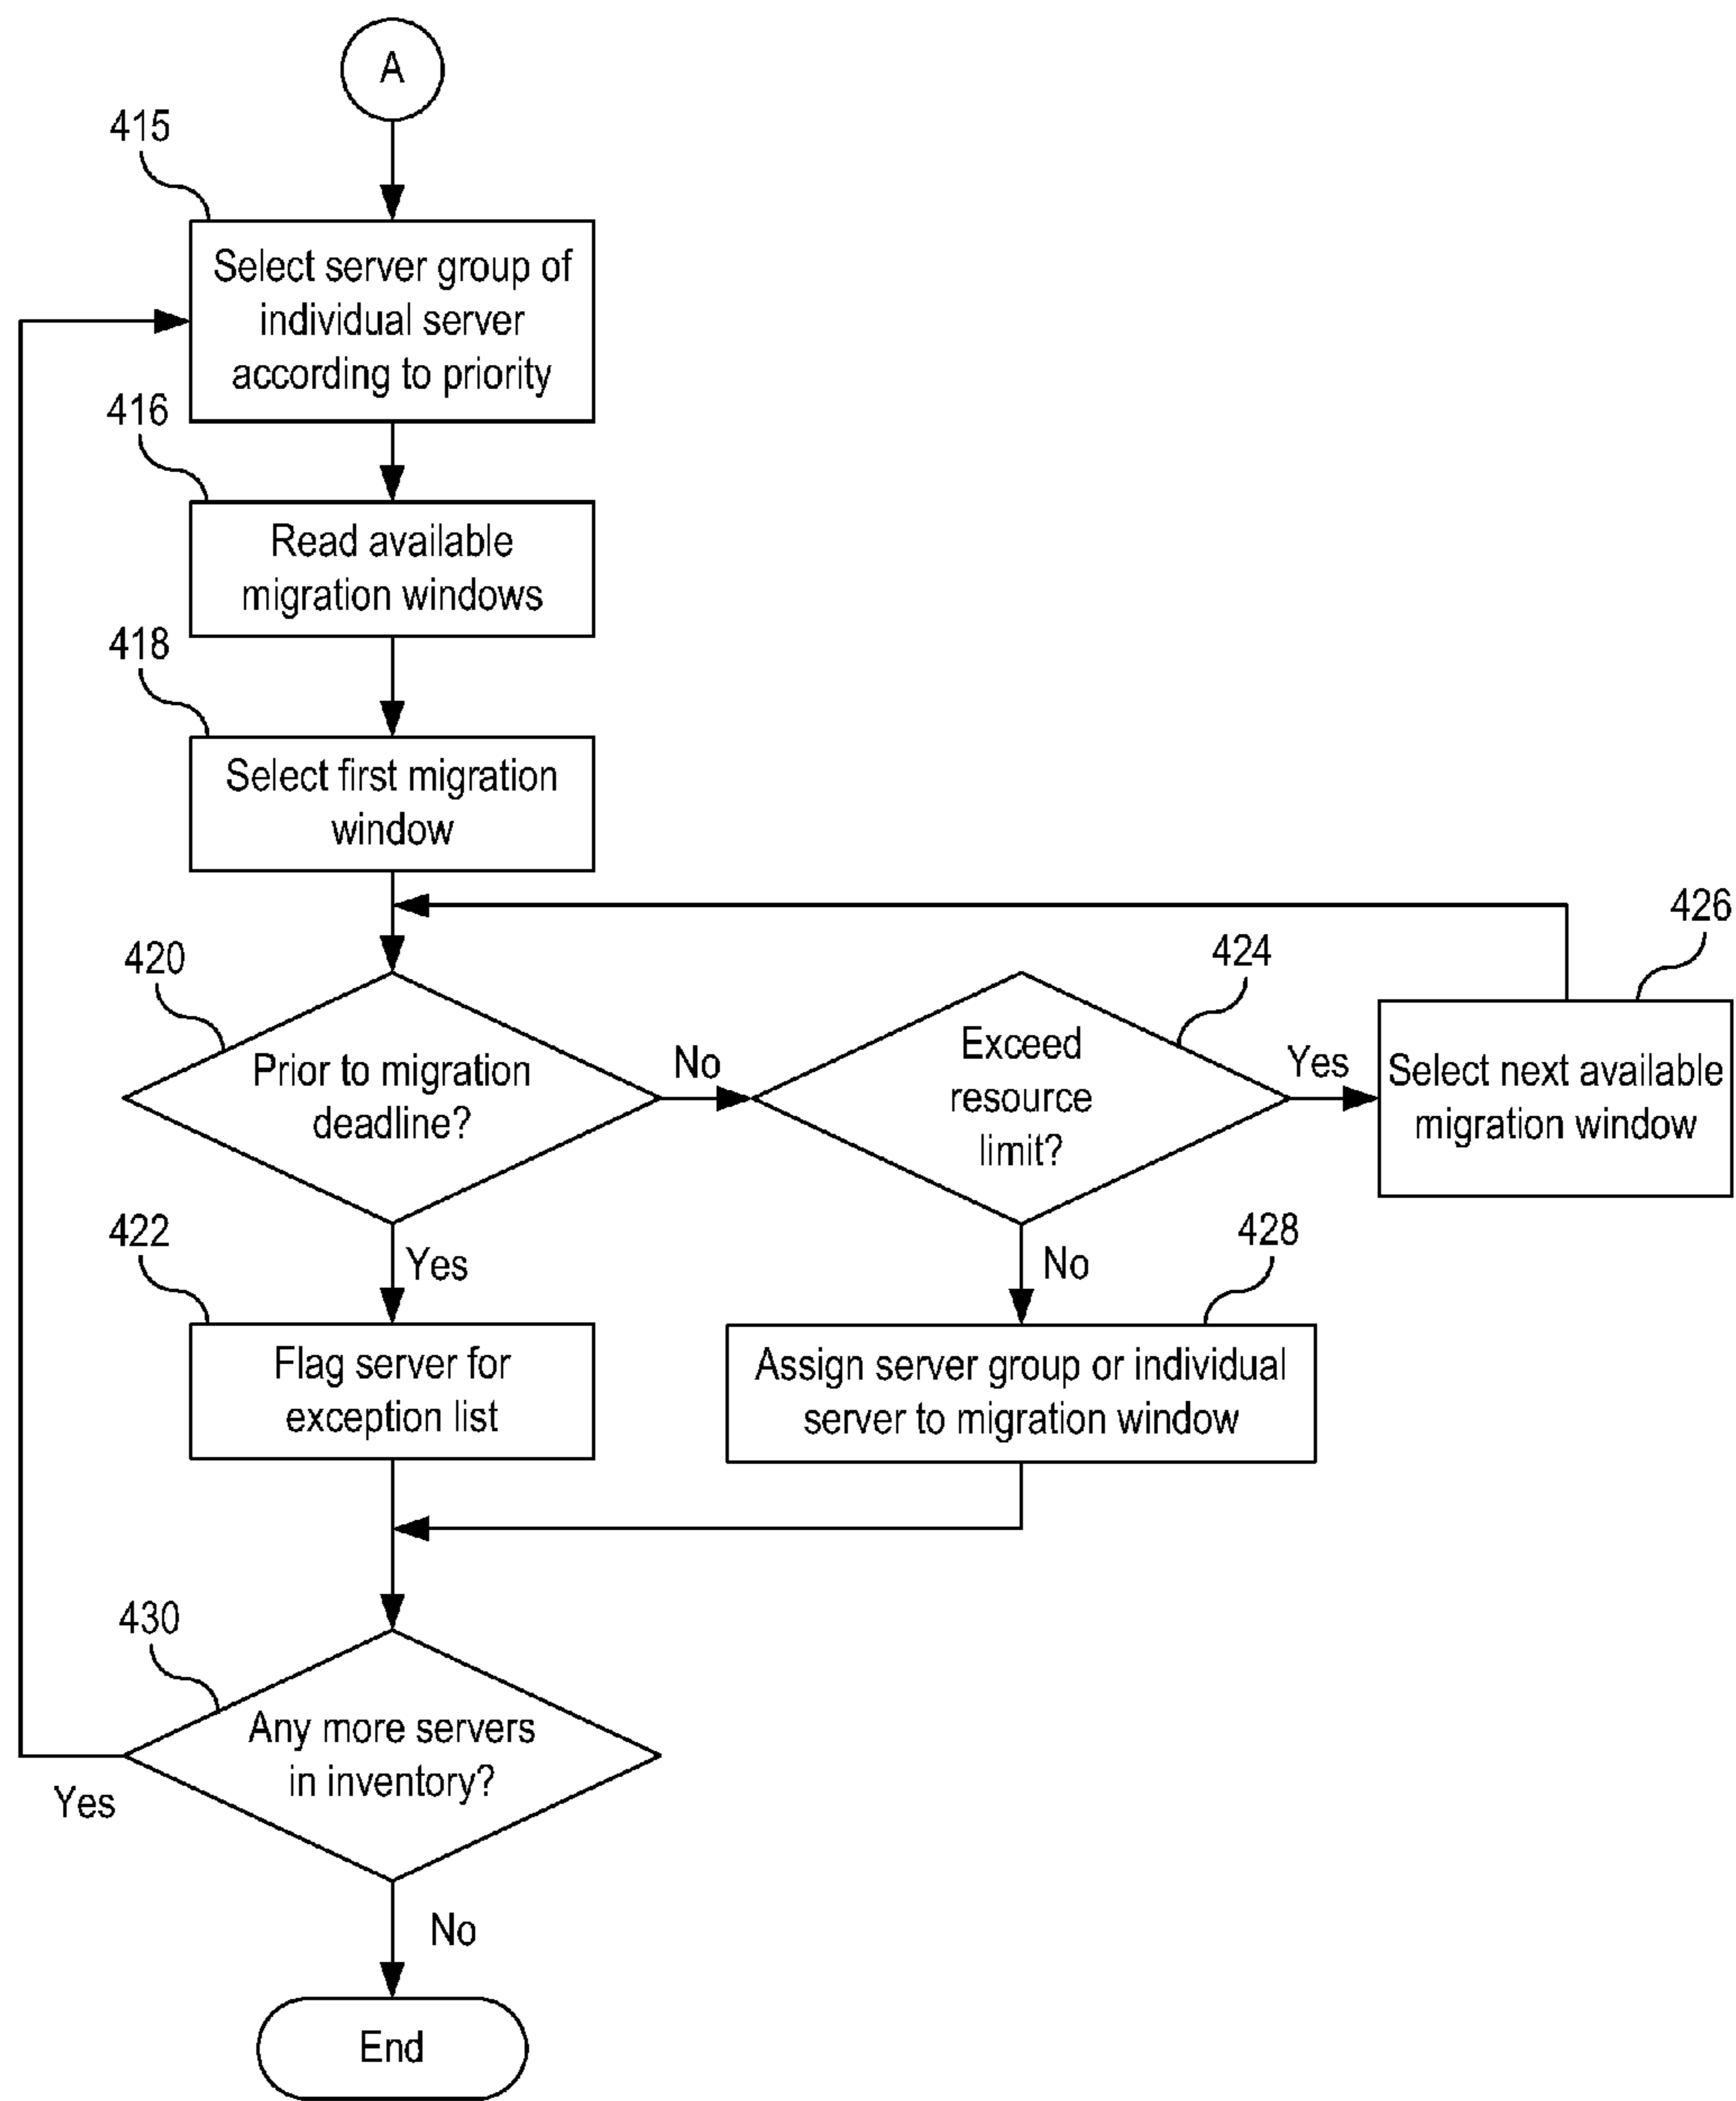 A
415
Select server group of
individual server
according to priority
416
Read available
migration windows
418
Select first migration
window
420
Prior to migration
deadline?
No
424
Exceed
resource
limit?
Yes
426
Select next available
migration window
422
Yes
Flag server for
exception list
No
428
Assign server group or individual
server to migration window
430
Any more servers
in inventory?
Yes
No
End